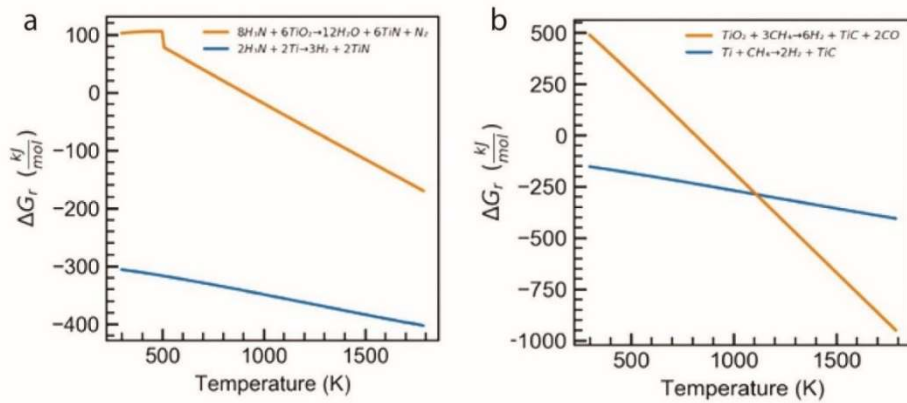 a
8H₃N + 6TiO₂→12H₂O + 6TiN + N₂
2H₃N + 2Ti→3H₂ + 2TiN
100
0
−100
−200
−300
−400
ΔGᵣ (kJ/mol)
500
1000
1500
Temperature (K)
b
TiO₂ + 3CH₄→6H₂ + TiC + 2CO
Ti + CH₄→2H₂ + TiC
500
250
0
−250
−500
−750
−1000
ΔGᵣ (kJ/mol)
500
1000
1500
Temperature (K)